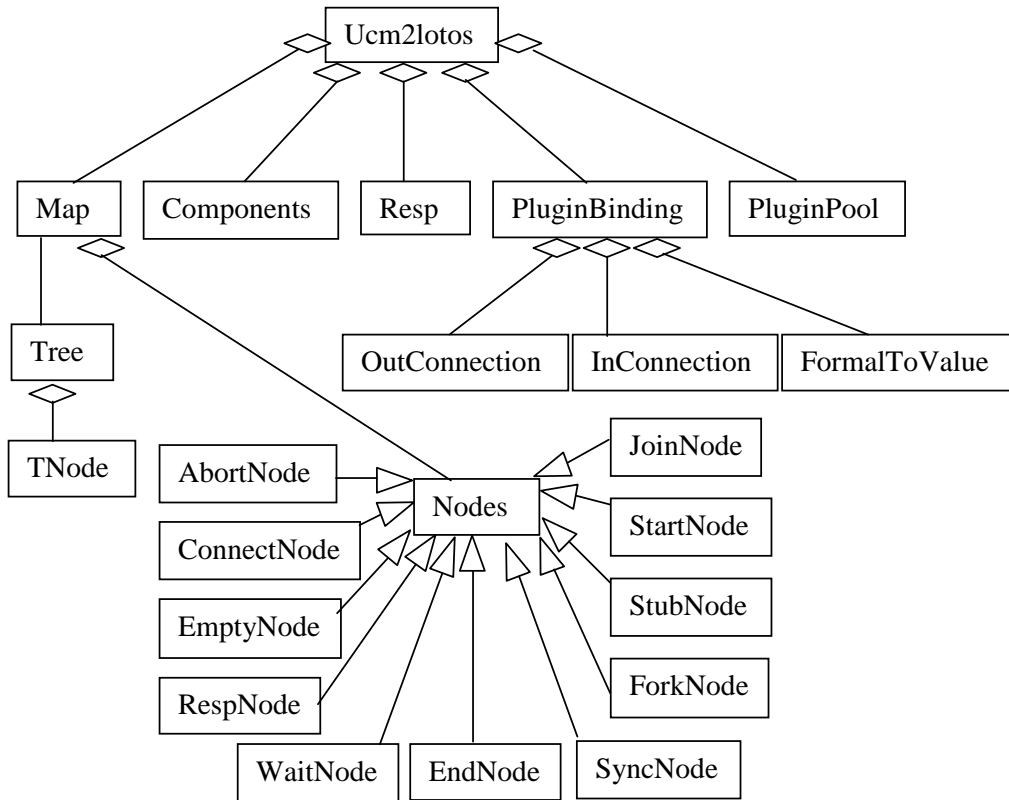 Ucm2lotos
Map
Components
Resp
PluginBinding
PluginPool
Tree
OutConnection
InConnection
FormalToValue
TNode
JoinNode
AbortNode
Nodes
StartNode
ConnectNode
StubNode
EmptyNode
RespNode
ForkNode
WaitNode
EndNode
SyncNode